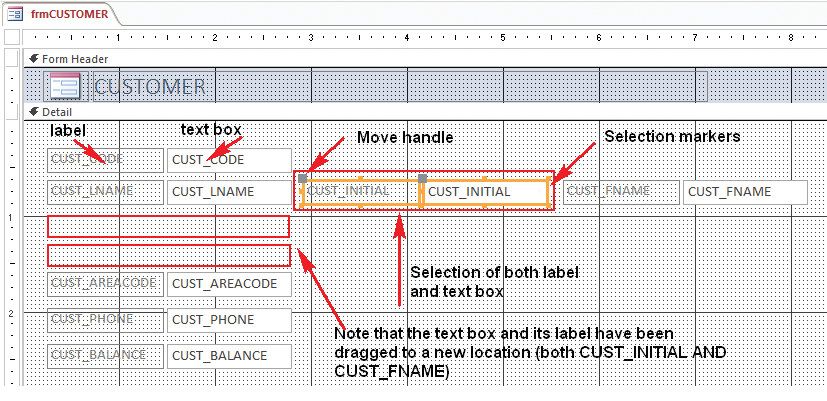 frmCUSTOMER
1 2 3 4 5 6 7 8
Form Header
CUSTOMER
Detail
label
text box
Move handle
Selection markers
CUST_CODE CUST_CODE
CUST_LNAME CUST_LNAME CUST_INITIAL CUST_INITIAL CUST_FNAME CUST_FNAME
1
Selection of both label
and text box
CUST_AREACODE CUST_AREACODE
2
CUST_PHONE CUST_PHONE
Note that the text box and its label have been
dragged to a new location (both CUST_INITIAL AND
CUST_FNAME)
CUST_BALANCE CUST_BALANCE